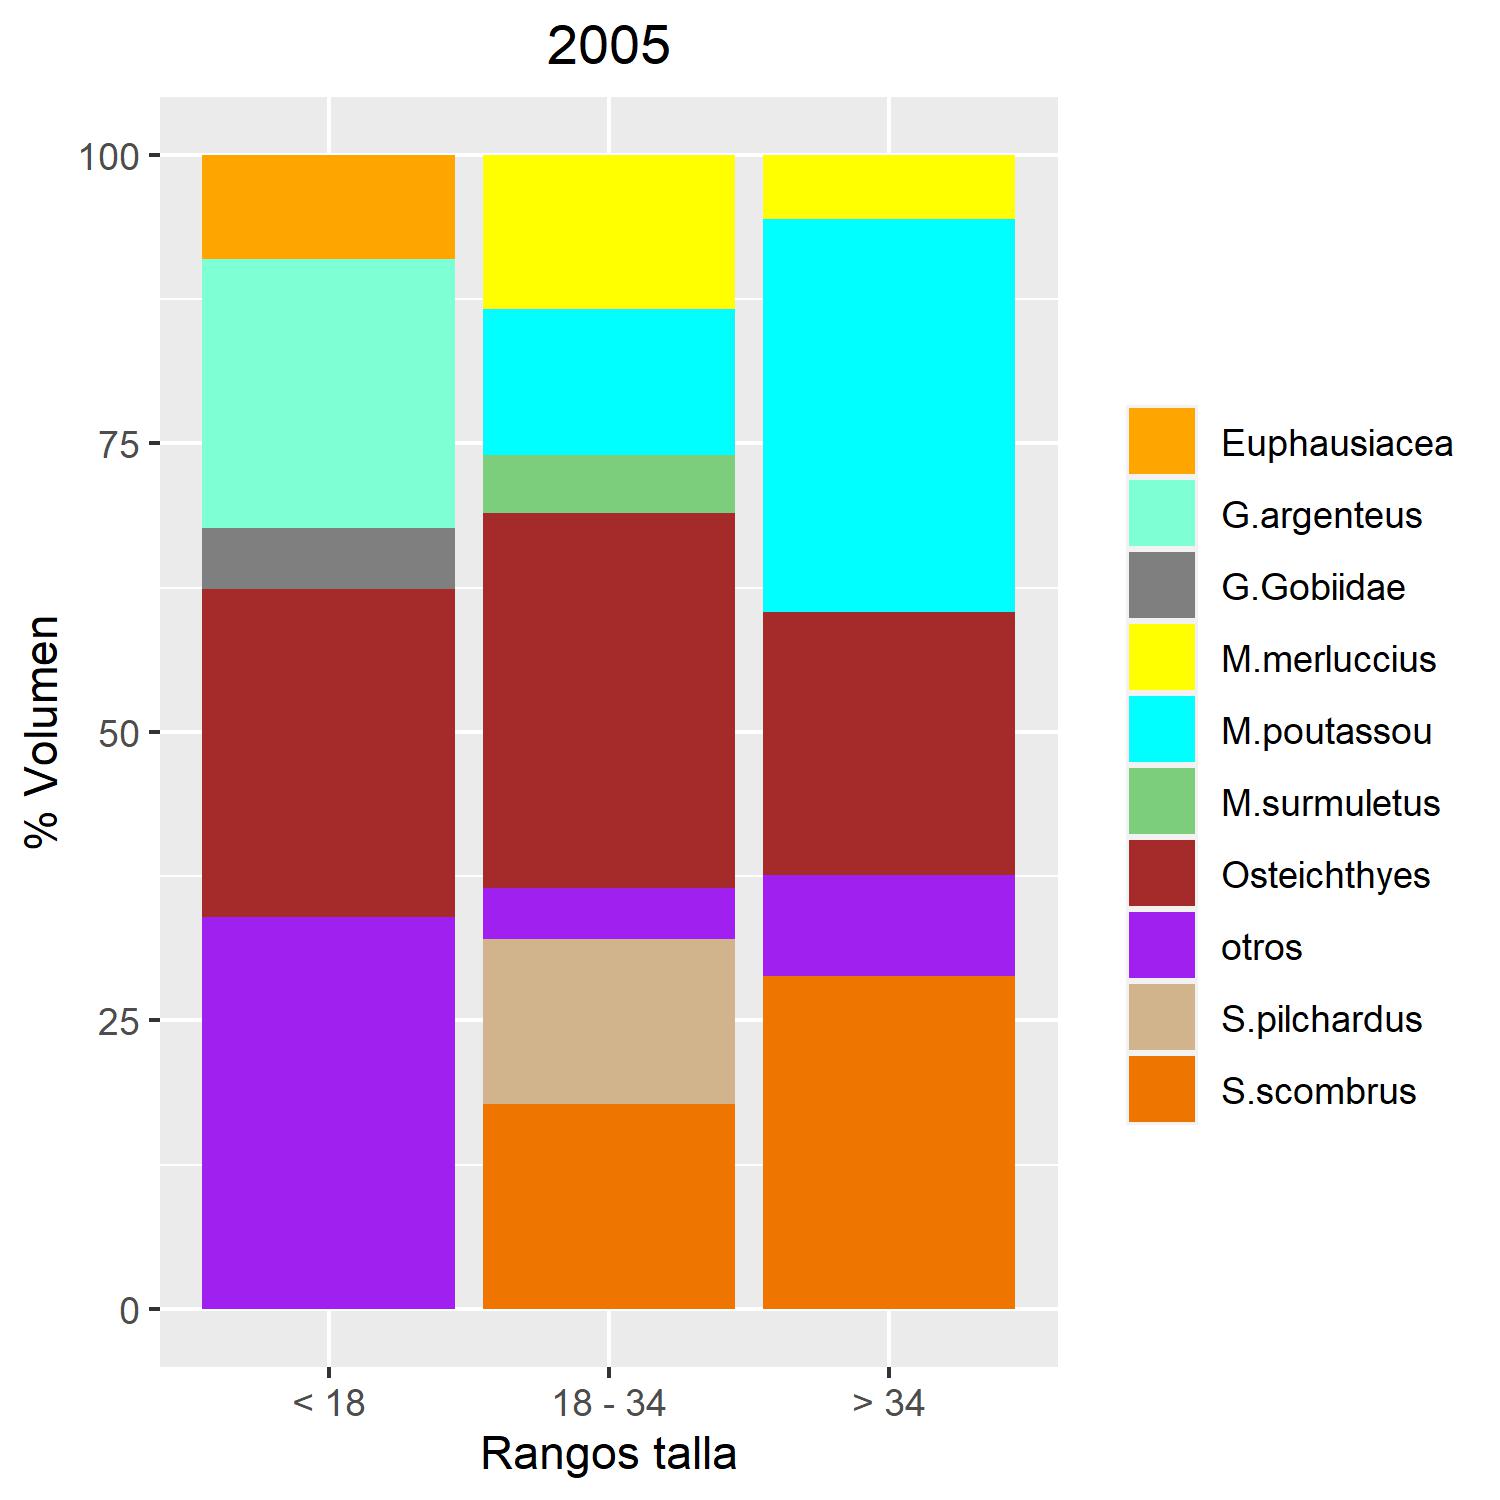 2005
% Volumen
100
75
50
25
0
< 18
18 - 34
> 34
Rangos talla
Euphausiacea
G.argenteus
G.Gobiidae
M.merluccius
M.poutassou
M.surmuletus
Osteichthyes
otros
S.pilchardus
S.scombrus